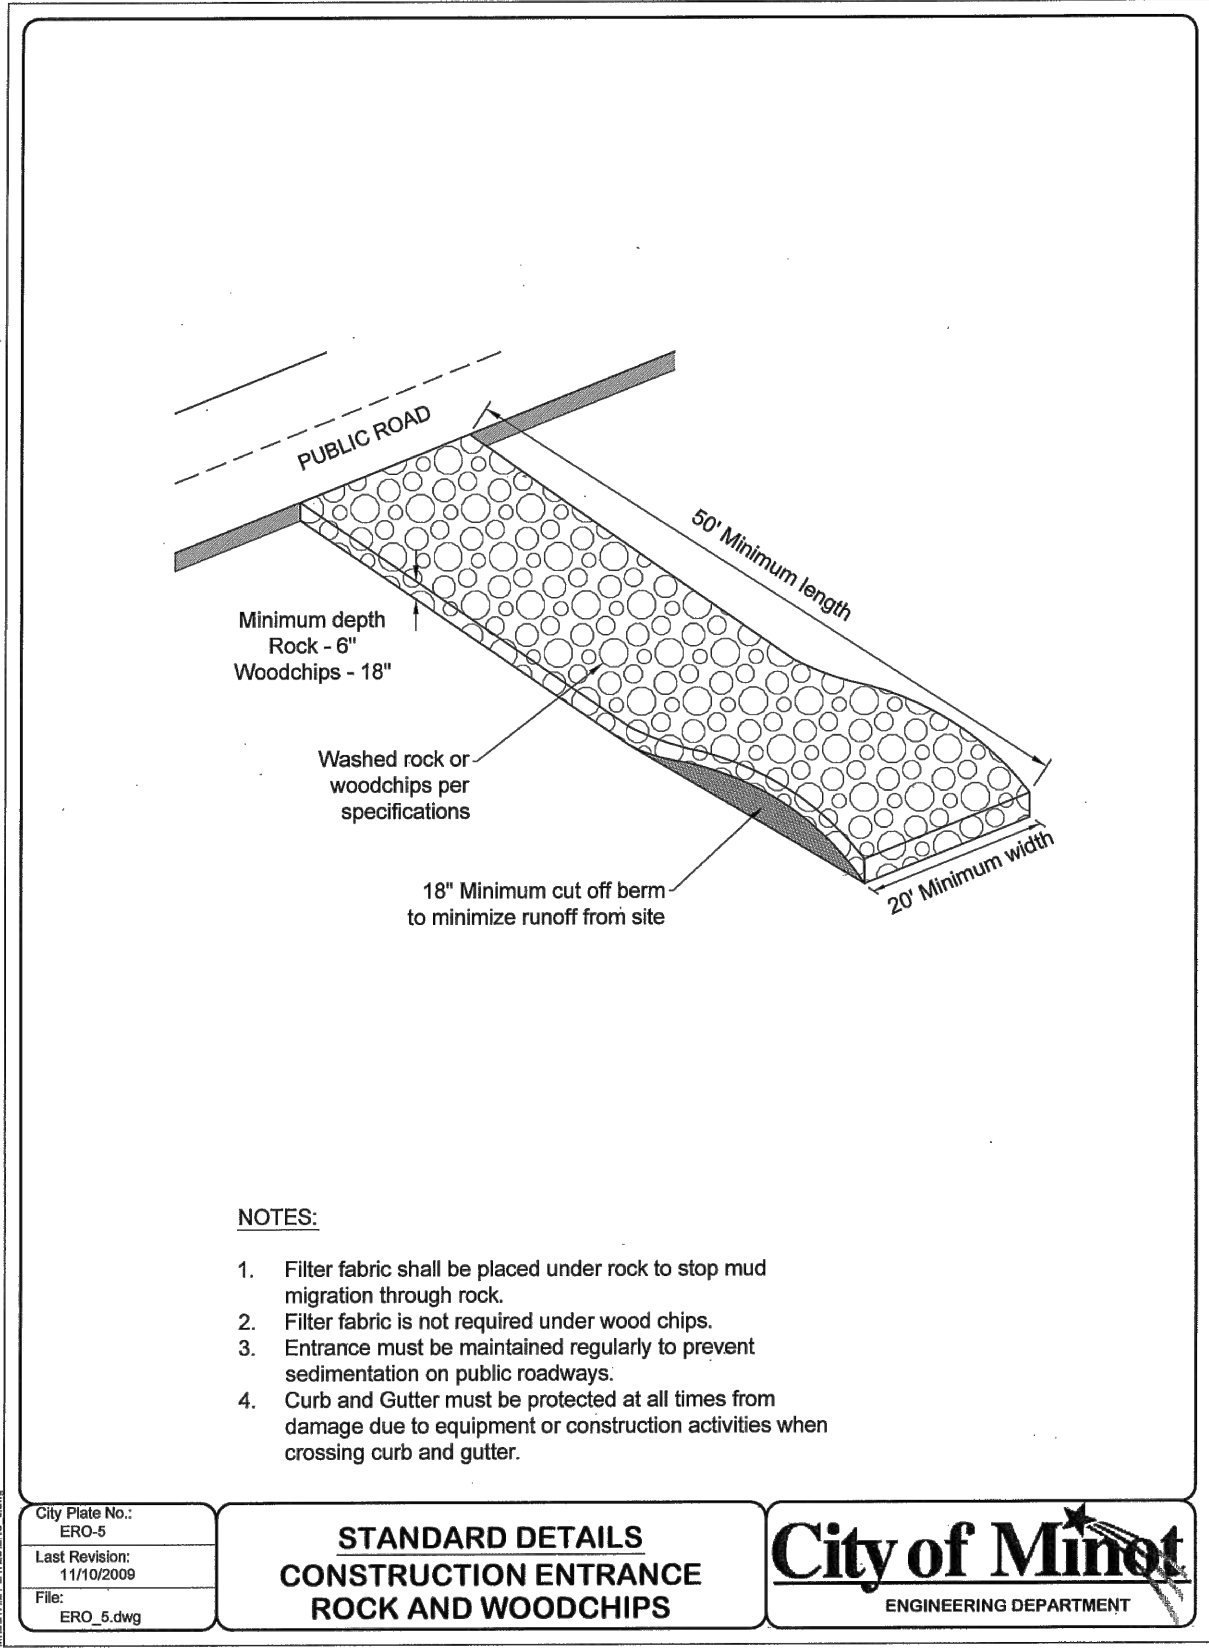 PUBLIC ROAD
50' Minimum length
Minimum depth
Rock - 6"
Woodchips - 18"
Washed rock or
woodchips per
specifications
18" Minimum cut off berm
to minimize runoff from site
20' Minimum width
NOTES:
1. Filter fabric shall be placed under rock to stop mud
migration through rock.
2. Filter fabric is not required under wood chips.
3. Entrance must be maintained regularly to prevent
sedimentation on public roadways.
4. Curb and Gutter must be protected at all times from
damage due to equipment or construction activities when
crossing curb and gutter.
City Plate No.:
ERO-5
Last Revision:
11/10/2009
File:
ERO_5.dwg
STANDARD DETAILS
CONSTRUCTION ENTRANCE
ROCK AND WOODCHIPS
City of Minot
ENGINEERING DEPARTMENT